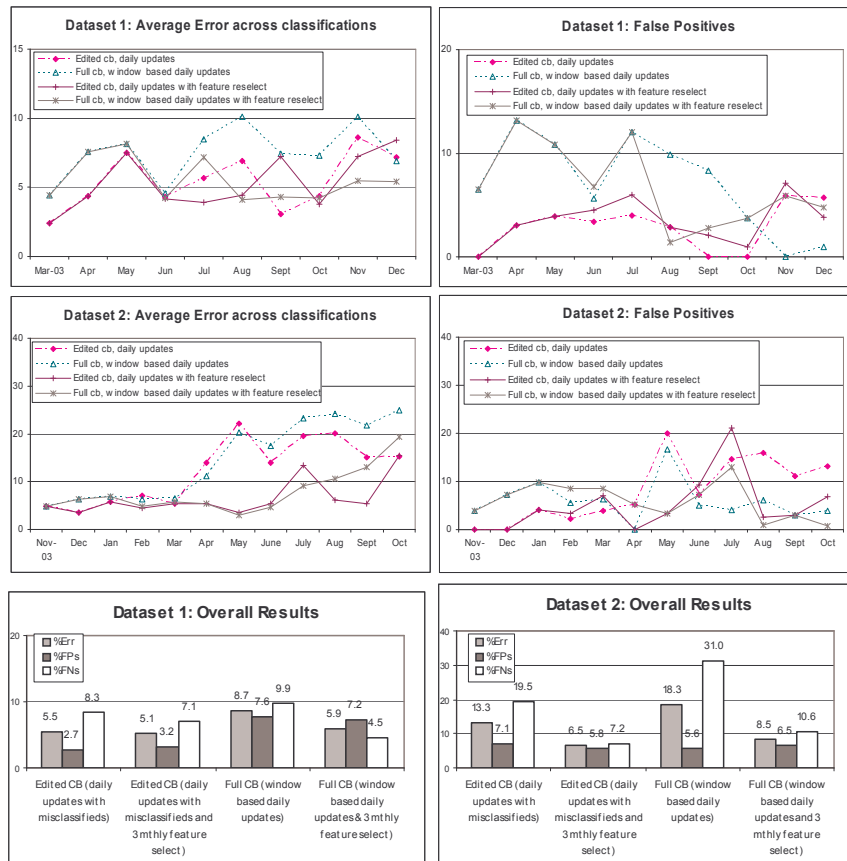 Dataset 1: Average Error across classifications
15
10
5
0
Edited cb, daily updates
Full cb, window based daily updates
Edited cb, daily updates with feature reselect
Full cb, window based daily updates with feature reselect
Mar-03 Apr May Jun Jul Aug Sept Oct Nov Dec
Dataset 1: False Positives
20
10
0
Edited cb, daily updates
Full cb, window based daily updates
Edited cb, daily updates with feature reselect
Full cb, window based daily updates with feature reselect
Mar-03 Apr May Jun Jul Aug Sept Oct Nov Dec
Dataset 2: Average Error across classifications
40
30
20
10
0
Edited cb, daily updates
Full cb, window based daily updates
Edited cb, daily updates with feature reselect
Full cb, window based daily updates with feature reselect
Nov- Dec Jan Feb Mar Apr May June July Aug Sept Oct
03
Dataset 2: False Positives
40
30
20
10
0
Edited cb, daily updates
Full cb, window based daily updates
Edited cb, daily updates with feature reselect
Full cb, window based daily updates with feature reselect
Nov- Dec Jan Feb Mar Apr May June July Aug Sept Oct
03
Dataset 1: Overall Results
20
10
0
%Err
%FPs
%FNs
5.5 2.7 8.3 5.1 3.2 7.1 8.7 7.6 9.9 5.9 7.2 4.5
Edited CB (daily
updates with
misclassifieds)
Edited CB (daily
updates with
misclassifieds and
3 mthly feature
select)
Full CB (window
based daily
updates)
Full CB (window
based daily
updates & 3 mthly
feature select)
Dataset 2: Overall Results
40
30
20
10
0
%Err
%FPs
%FNs
13.3 7.1 19.5 6.5 5.8 7.2 18.3 5.6 31.0 8.5 6.5 10.6
Edited CB (daily
updates with
misclassifieds)
Edited CB (daily
updates with
misclassifieds and
3 mthly feature
select)
Full CB (window
based daily
updates)
Full CB (window
based daily
updates and 3
mthly feature
select)